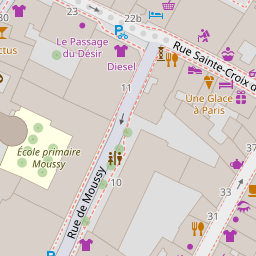 23
22b
Le Passage
du Désir
Diesel
Rue Sainte-Croix d
ctus
11
Une Glace
à Paris
École primaire
Moussy
10
Rue de Moussy
37
33
31